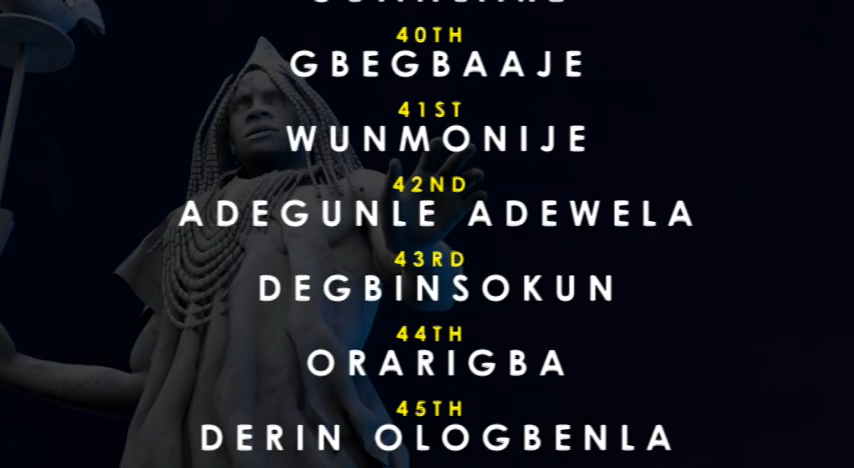 40TH
GBEGBAAJE
41ST
WUNMONIJE
42ND
ADEGUNLE ADEWELA
43RD
DEGBINSOKUN
44TH
ORARIGBA
45TH
DERIN OLOGBENLA